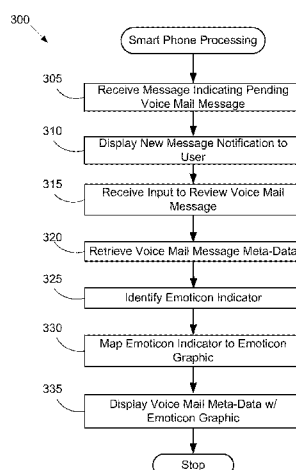 300
Smart Phone Processing
305
Receive Message Indicating Pending
Voice Mail Message
310
Display New Message Notification to
User
315
Receive Input to Review Voice Mail
Message
320
Retrieve Voice Mail Message Meta-Data
325
Identify Emoticon Indicator
330
Map Emoticon Indicator to Emoticon
Graphic
335
Display Voice Mail Meta-Data w/
Emoticon Graphic
Stop